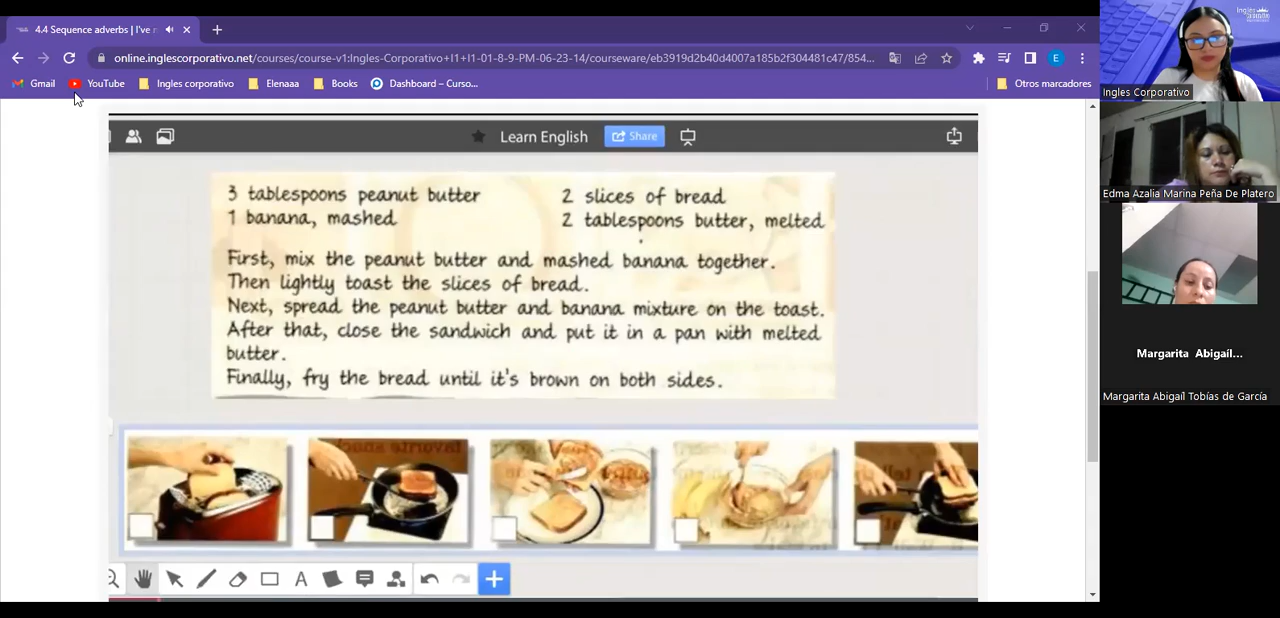 4.4 Sequence adverbs | I've
online.inglescorporativo.net/courses/course-v1:Ingles-Corporativo+I1+I1-01-8-9-PM-06-23-14/courseware/eb3919d2b40d4007a185b2f304481c47/854...
E
Gmail
YouTube
Ingles corporativo
Elenaaa
Books
Dashboard – Curso...
Otros marcadores
Learn English
Share
3 tablespoons peanut butter
2 slices of bread
1 banana, mashed
2 tablespoons butter, melted
First, mix the peanut butter and mashed banana together.
Then lightly toast the slices of bread.
Next, spread the peanut butter and banana mixture on the toast.
After that, close the sandwich and put it in a pan with melted
butter.
Finally, fry the bread until it's brown on both sides.
A
Ingles Corporativo
Edma Azalia Marina Peña De Platero
Margarita Abigaíl...
Margarita Abigaíl Tobías de García